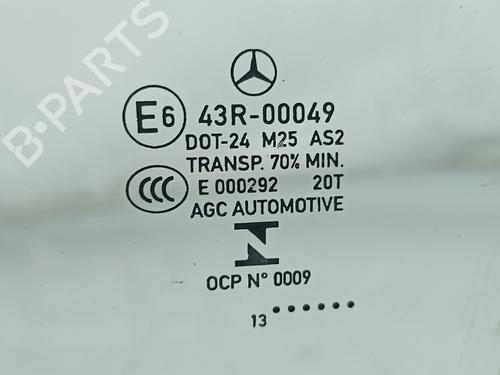 B-PARTS
E6 43R-00049
DOT-24 M25 AS2
TRANSP. 70% MIN.
CCC E 000292 20T
AGC AUTOMOTIVE
N
OCP N° 0009
13 ······